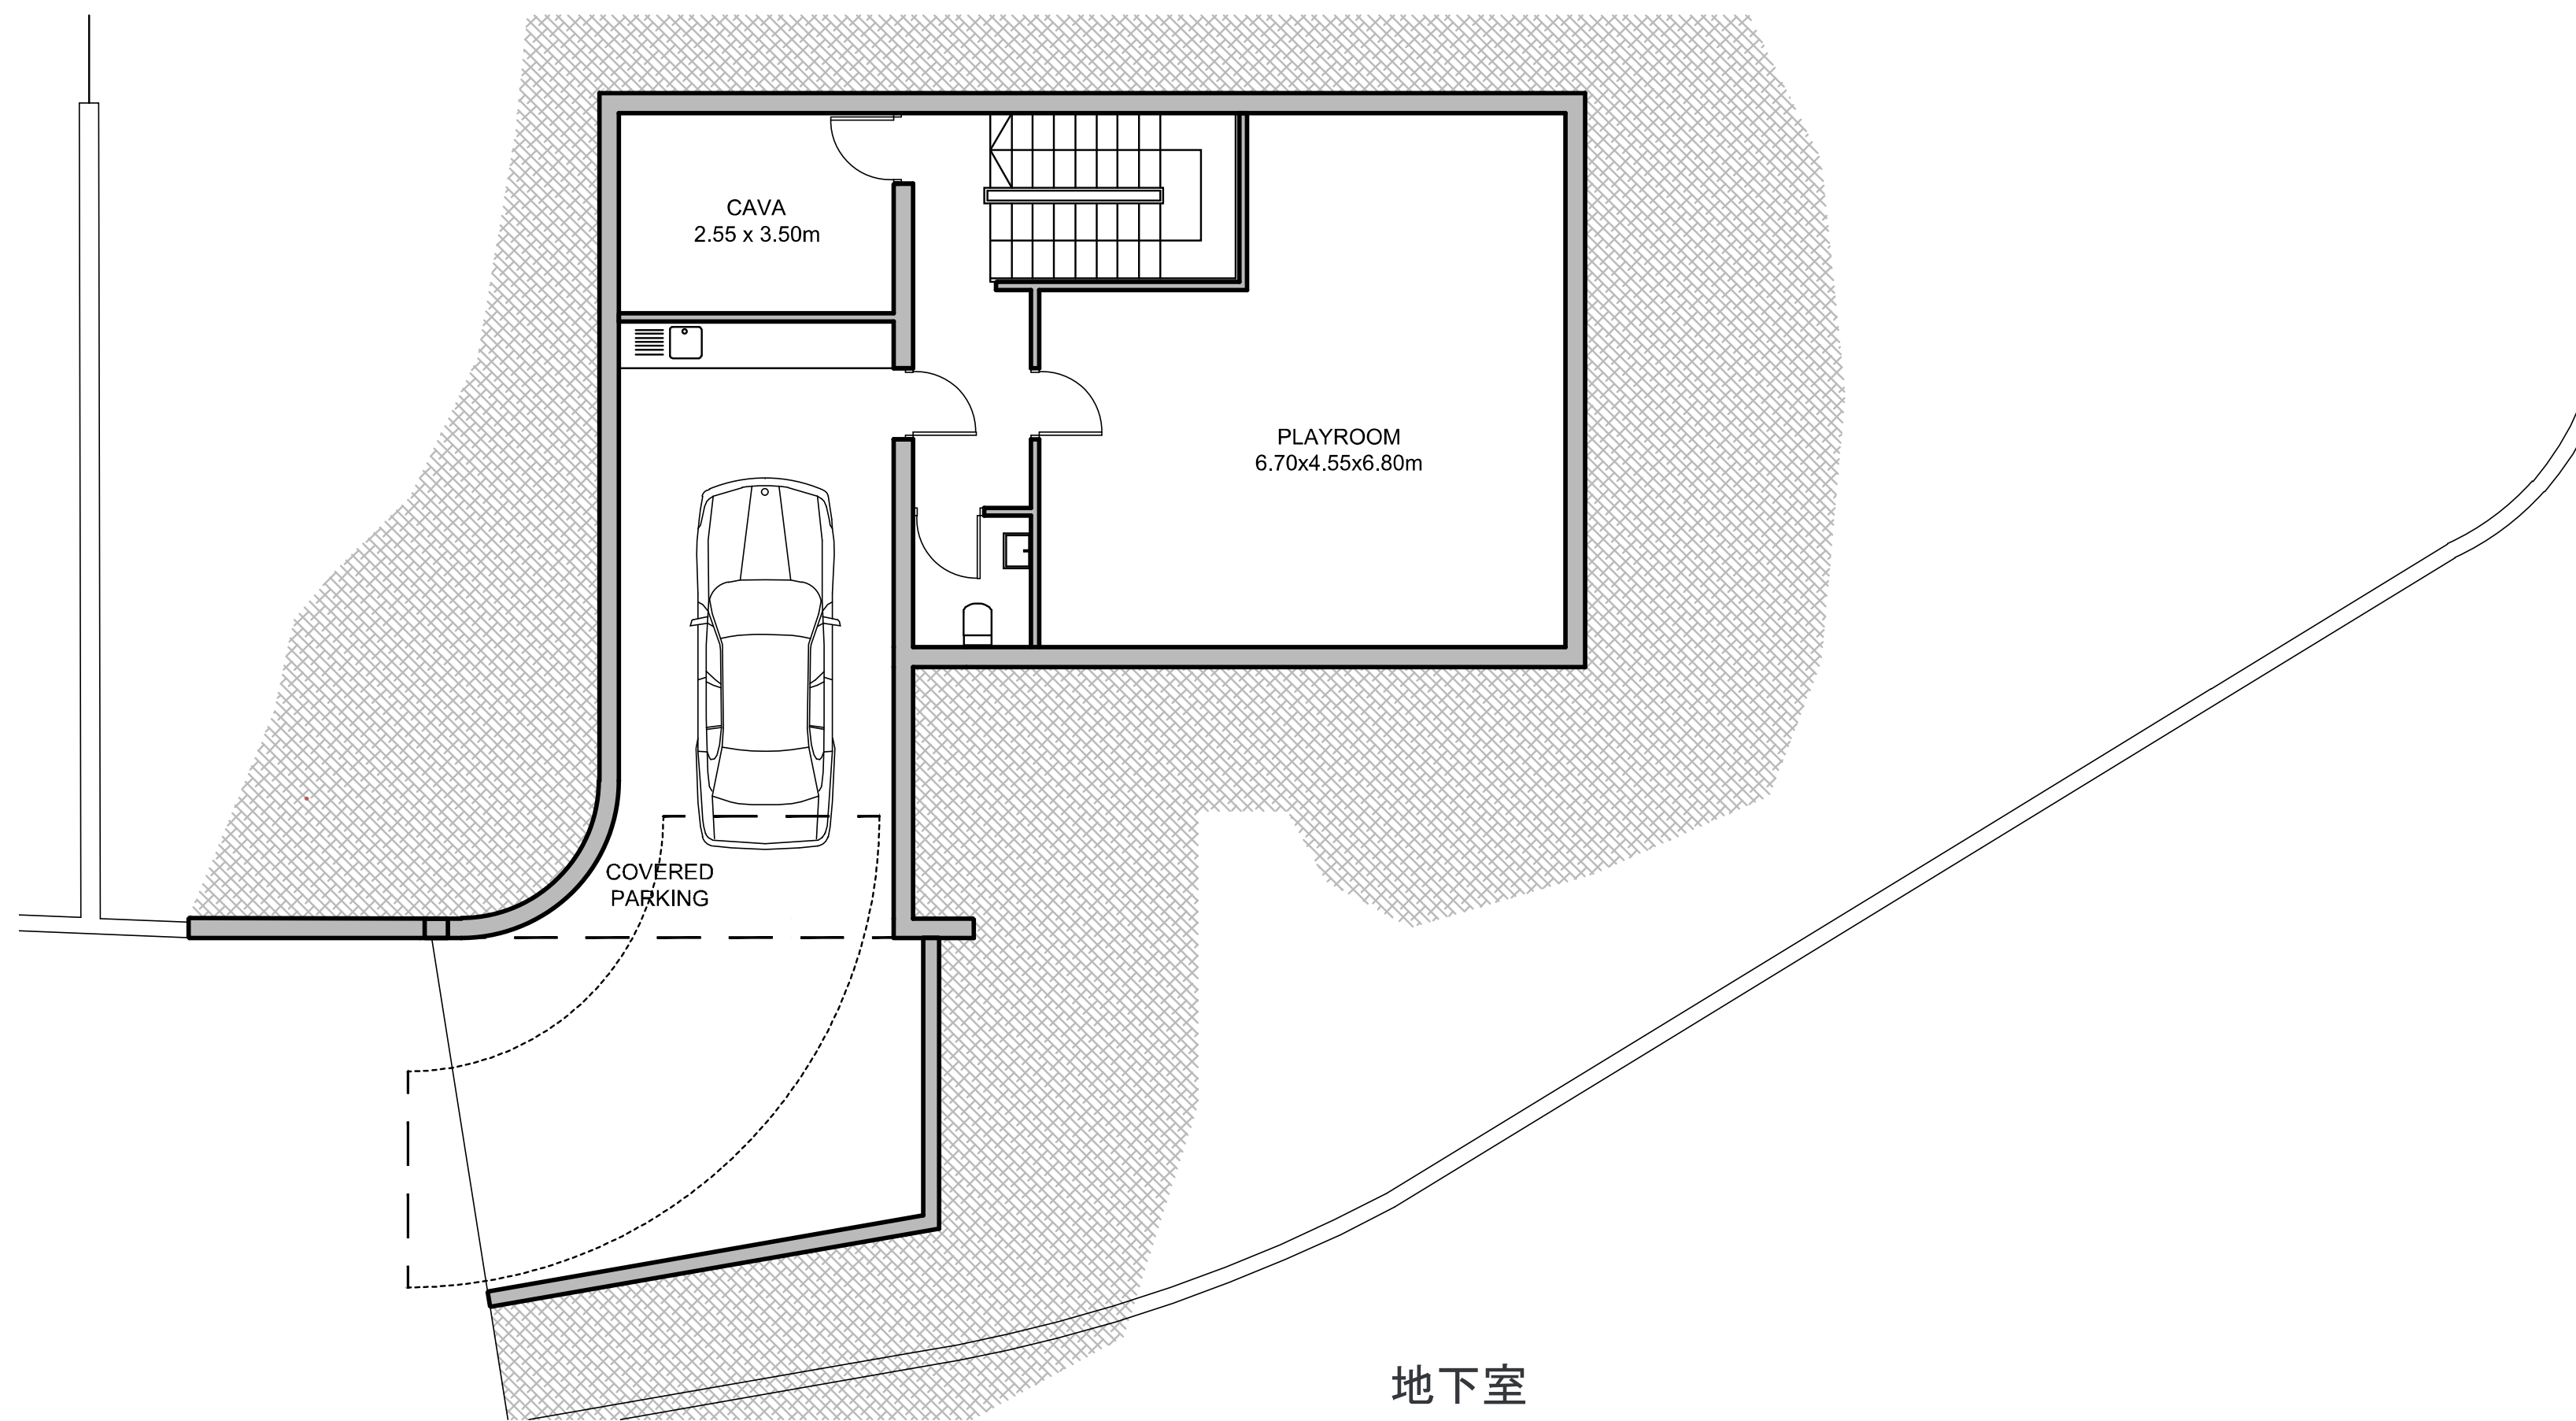 CAVA
2.55 x 3.50m
PLAYROOM
6.70x4.55x6.80m
COVERED
PARKING
地下室